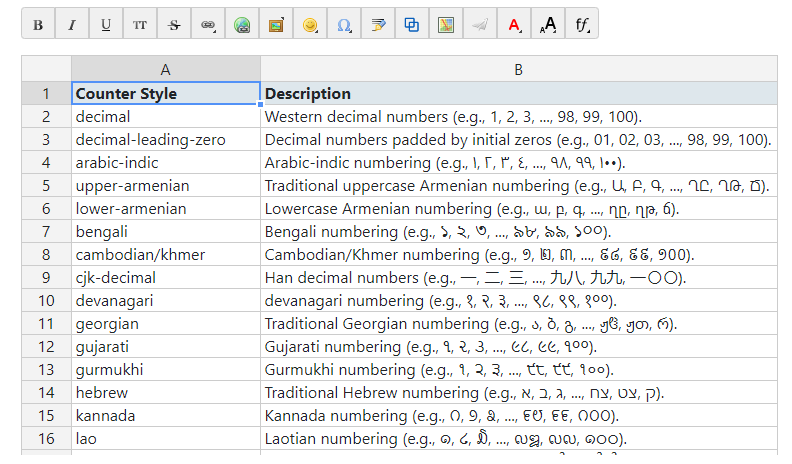 B I U TT S A AA ff
A B
1 Counter Style Description
2 decimal Western decimal numbers (e.g., 1, 2, 3, ..., 98, 99, 100).
3 decimal-leading-zero Decimal numbers padded by initial zeros (e.g., 01, 02, 03, ..., 98, 99, 100).
4 arabic-indic Arabic-indic numbering (e.g., ١, ٢, ٣, ٤, ..., ٩٨, ٩٩, ١٠٠).
5 upper-armenian Traditional uppercase Armenian numbering (e.g., Ա, Բ, Գ, ..., ՂԸ, ՂԹ, Ճ).
6 lower-armenian Lowercase Armenian numbering (e.g., ա, բ, գ, ..., ղը, ղթ, ճ).
7 bengali Bengali numbering (e.g., ১, ২, ৩, ..., ৯৮, ৯৯, ১০০).
8 cambodian/khmer Cambodian/Khmer numbering (e.g., ១, ២, ៣, ..., ៩៨, ៩៩, ១០០).
9 cjk-decimal Han decimal numbers (e.g., 一, 二, 三, ..., 九八, 九九, 一〇〇).
10 devanagari devanagari numbering (e.g., १, २, ३, ..., ९८, ९९, १००).
11 georgian Traditional Georgian numbering (e.g., ა, ბ, გ, ..., ჟჱ, ჟთ, რ).
12 gujarati Gujarati numbering (e.g., ૧, ૨, ૩, ..., ૯૮, ૯૯, ૧૦૦).
13 gurmukhi Gurmukhi numbering (e.g., ੧, ੨, ੩, ..., ੯੮, ੯੯, ੧੦੦).
14 hebrew Traditional Hebrew numbering (e.g., א, ב, ג, ..., צח, צט, ק).
15 kannada Kannada numbering (e.g., ೧, ೨, ೩, ..., ೯೮, ೯೯, ೧೦೦).
16 lao Laotian numbering (e.g., ໑, ໒, ໓, ..., ໙໘, ໙໙, ໑໐໐).